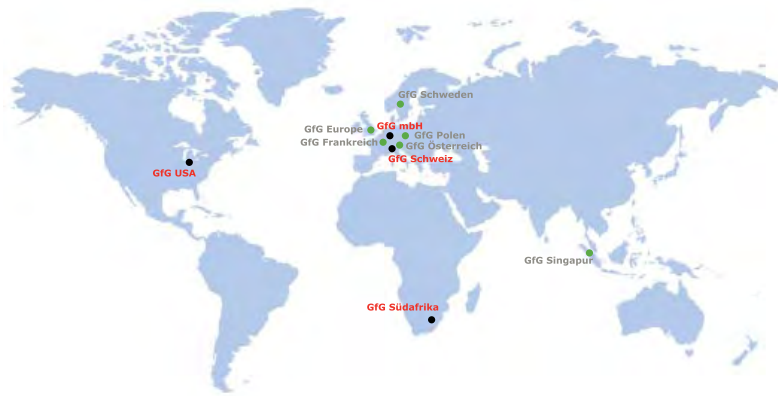 GfG Schweden
GfG mbH
GfG Europe
GfG Polen
GfG Frankreich
GfG Österreich
GfG Schweiz
GfG USA
GfG Singapur
GfG Südafrika